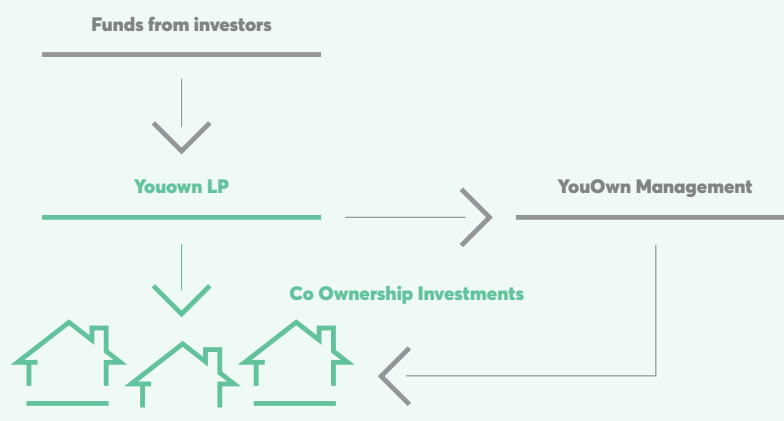 Funds from investors
Youown LP
YouOwn Management
Co Ownership Investments